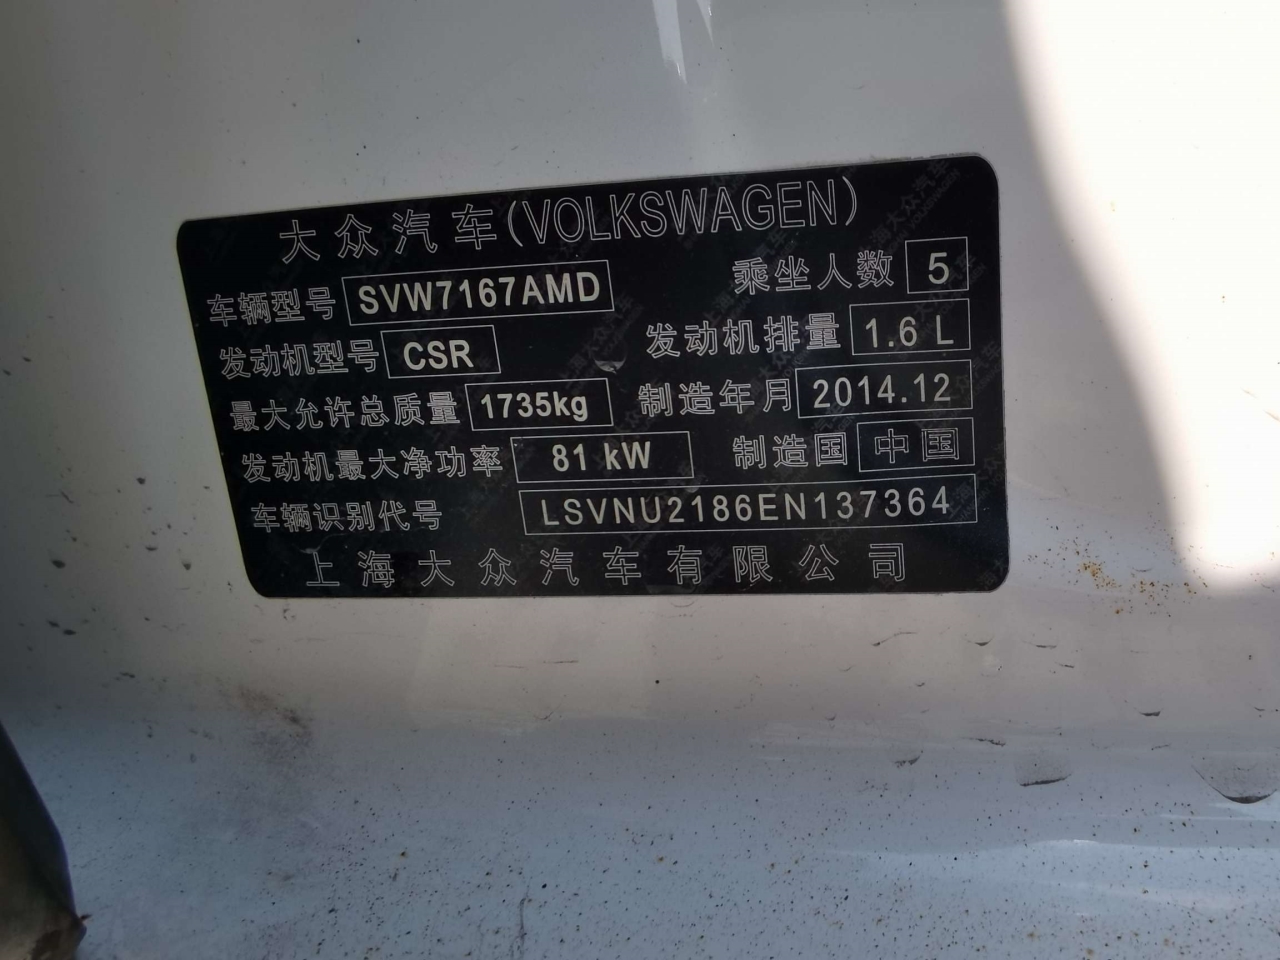 大众汽车(VOLKSWAGEN)
车辆型号 SVW7167AMD 乘坐人数 5
发动机型号 CSR 发动机排量 1.6 L
最大允许总质量 1735kg 制造年月 2014.12
发动机最大净功率 81 kW 制造国 中国
车辆识别代号 LSVNU2186EN137364
上海大众汽车有限公司